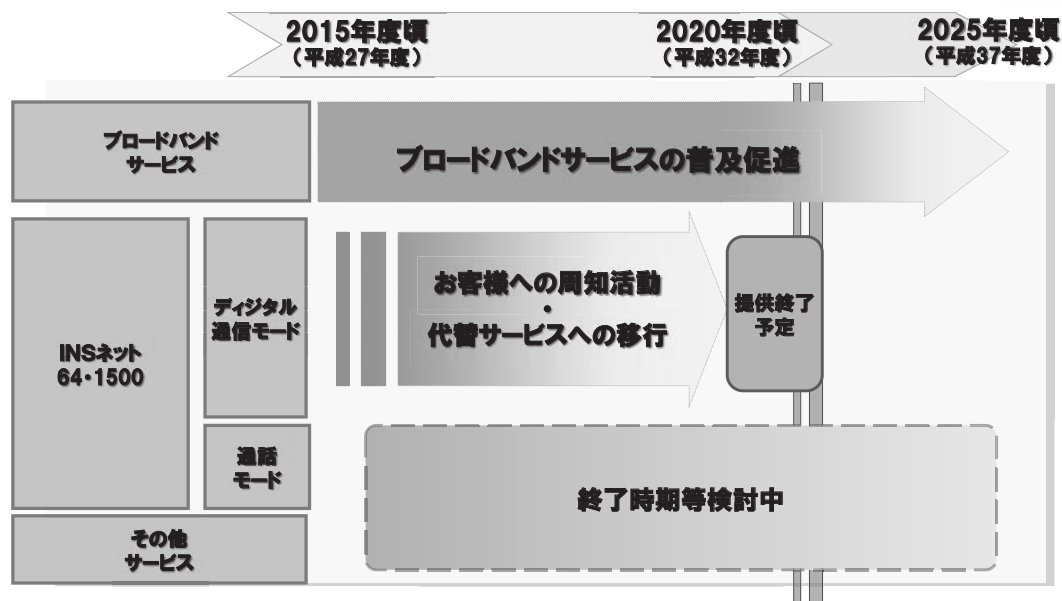 2015年度頃
（平成27年度）
2020年度頃
（平成32年度）
2025年度頃
（平成37年度）
ブロードバンド
サービス
ブロードバンドサービスの普及促進
INSネット
64・1500
ディジタル
通信モード
お客様への周知活動
・
代替サービスへの移行
提供終了
予定
通話
モード
終了時期等検討中
その他
サービス